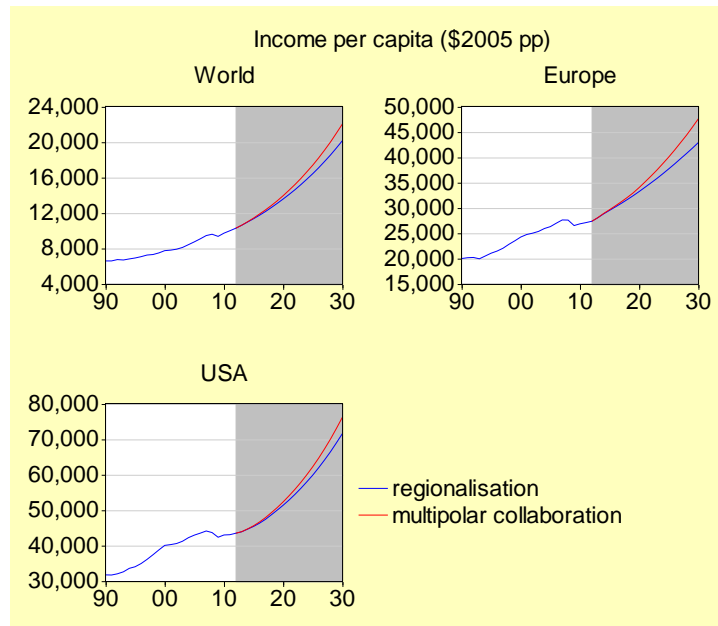 Income per capita ($2005 pp)
World
24,000
20,000
16,000
12,000
8,000
4,000
90 00 10 20 30
Europe
50,000
45,000
40,000
35,000
30,000
25,000
20,000
15,000
90 00 10 20 30
USA
80,000
70,000
60,000
50,000
40,000
30,000
90 00 10 20 30
regionalisation
multipolar collaboration